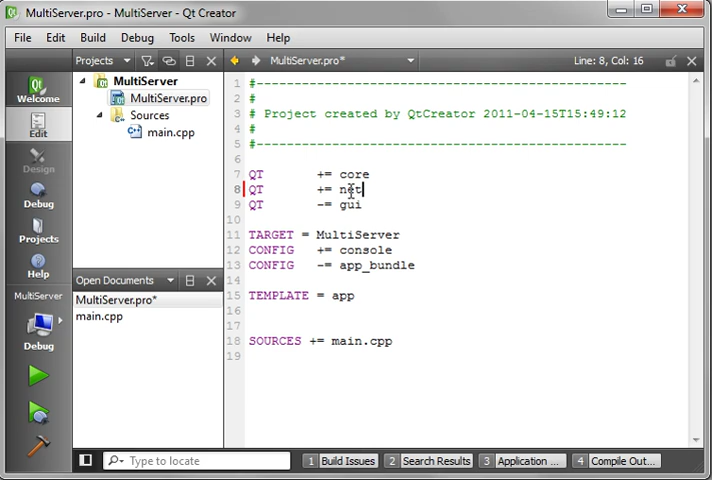 MultiServer.pro - MultiServer - Qt Creator
File Edit Build Debug Tools Window Help
Projects MultiServer.pro* Line: 8, Col: 16
Welcome
Edit
Design
Debug
Projects
Help
MultiServer
Debug
MultiServer
MultiServer.pro
Sources
main.cpp
Open Documents
MultiServer.pro*
main.cpp
1 #-------------------------------------------------
2 #
3 # Project created by QtCreator 2011-04-15T15:49:12
4 #
5 #-------------------------------------------------
6
7 QT += core
8 QT += net
9 QT -= gui
10
11 TARGET = MultiServer
12 CONFIG += console
13 CONFIG -= app_bundle
14
15 TEMPLATE = app
16
17
18 SOURCES += main.cpp
19
Type to locate 1 Build Issues 2 Search Results 3 Application ... 4 Compile Out...